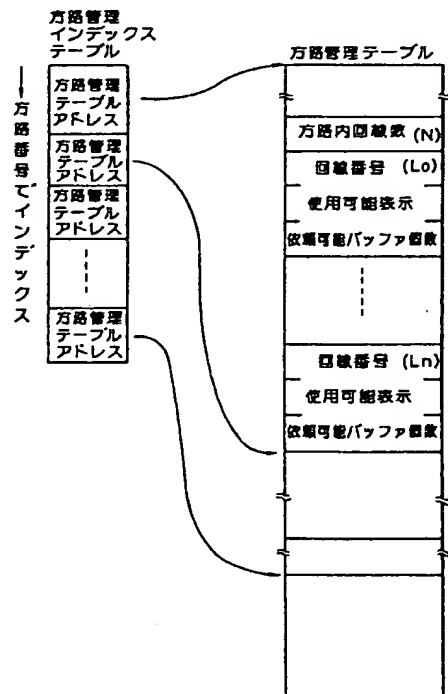 方路管理
インデックス
テーブル
方路番号でインデックス
方路管理
テーブル
アドレス
方路管理
テーブル
アドレス
方路管理
テーブル
アドレス
方路管理
テーブル
アドレス
方路管理テーブル
方路内回線数 (N)
回線番号 (Lo)
使用可能表示
依頼可能バッファ個数
回線番号 (Ln)
使用可能表示
依頼可能バッファ個数